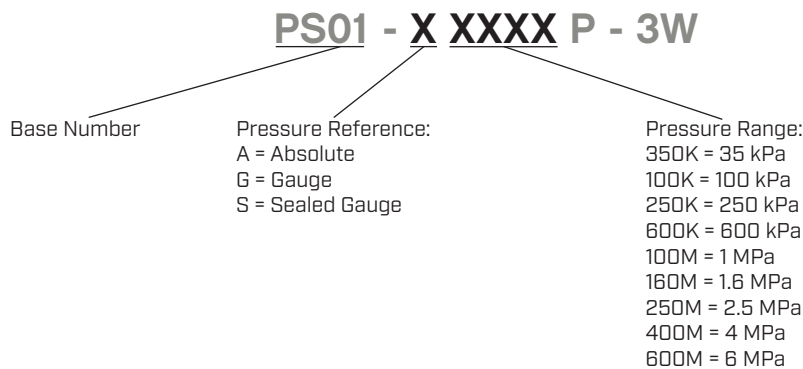 PS01 - X XXXX P - 3W
Base Number
Pressure Reference:
A = Absolute
G = Gauge
S = Sealed Gauge
Pressure Range:
350K = 35 kPa
100K = 100 kPa
250K = 250 kPa
600K = 600 kPa
100M = 1 MPa
160M = 1.6 MPa
250M = 2.5 MPa
400M = 4 MPa
600M = 6 MPa